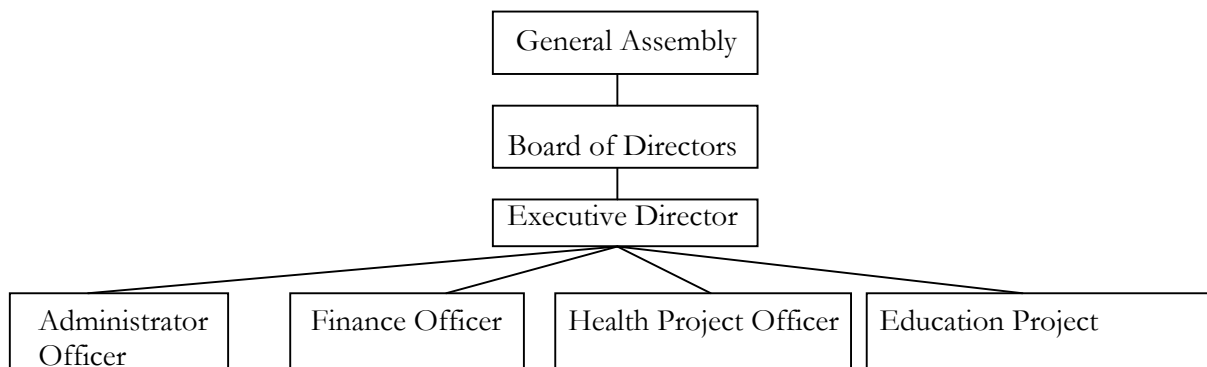 General Assembly
Board of Directors
Executive Director
Administrator
Officer
Finance Officer
Health Project Officer
Education Project